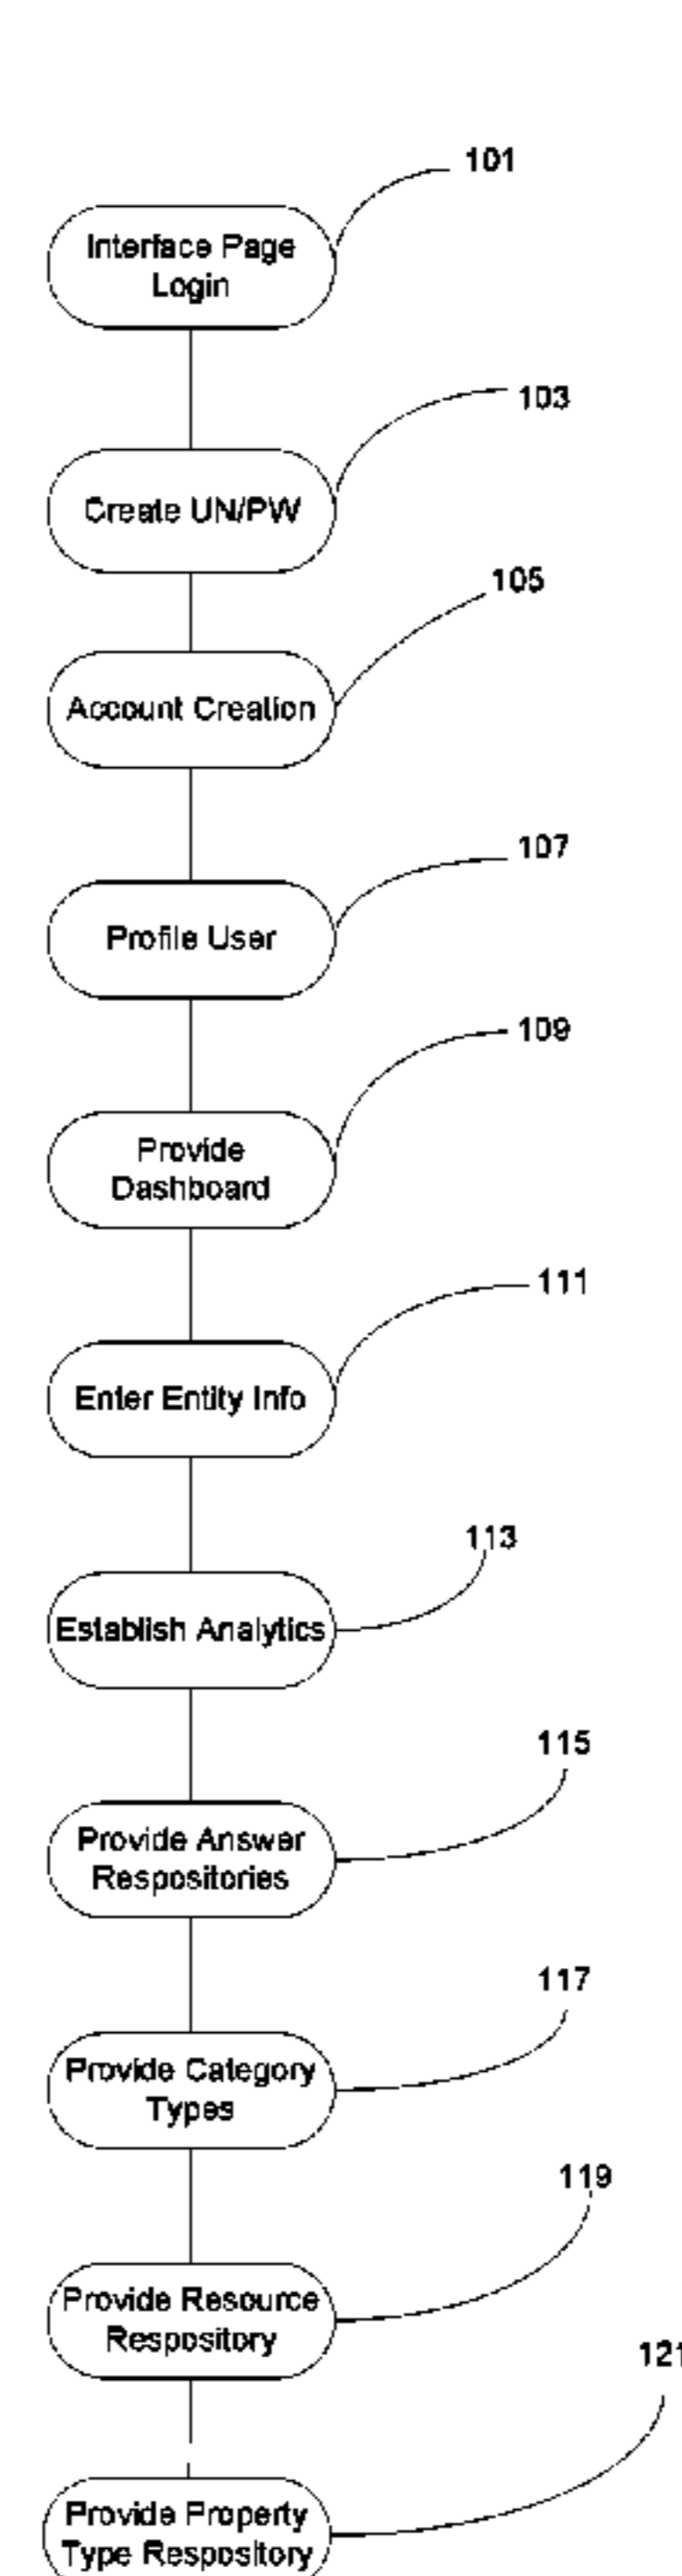 101
Interface Page
Login
103
Create UN/PW
105
Account Creation
107
Profile User
109
Provide
Dashboard
111
Enter Entity Info
113
Establish Analytics
115
Provide Answer
Respositories
117
Provide Category
Types
119
Provide Resource
Respository
121
Provide Property
Type Respository